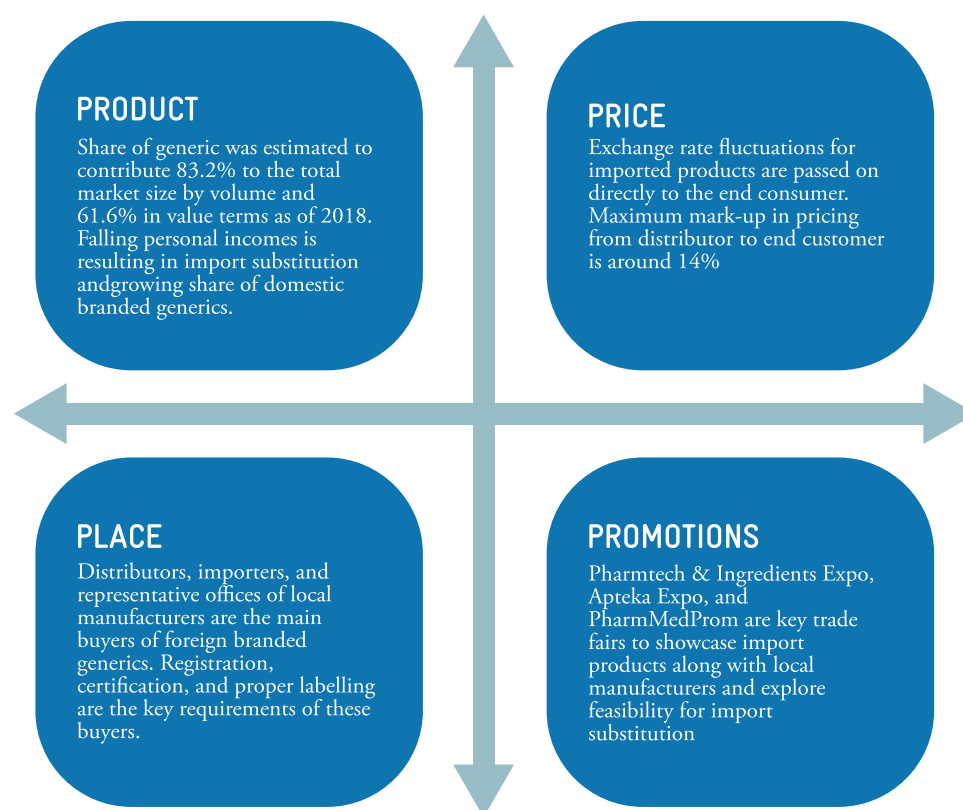 PRODUCT
Share of generic was estimated to
contribute 83.2% to the total
market size by volume and
61.6% in value terms as of 2018.
Falling personal incomes is
resulting in import substitution
andgrowing share of domestic
branded generics.
PRICE
Exchange rate fluctuations for
imported products are passed on
directly to the end consumer.
Maximum mark-up in pricing
from distributor to end customer
is around 14%
PLACE
Distributors, importers, and
representative offices of local
manufacturers are the main
buyers of foreign branded
generics. Registration,
certification, and proper labelling
are the key requirements of these
buyers.
PROMOTIONS
Pharmtech & Ingredients Expo,
Apteka Expo, and
PharmMedProm are key trade
fairs to showcase import
products along with local
manufacturers and explore
feasibility for import
substitution